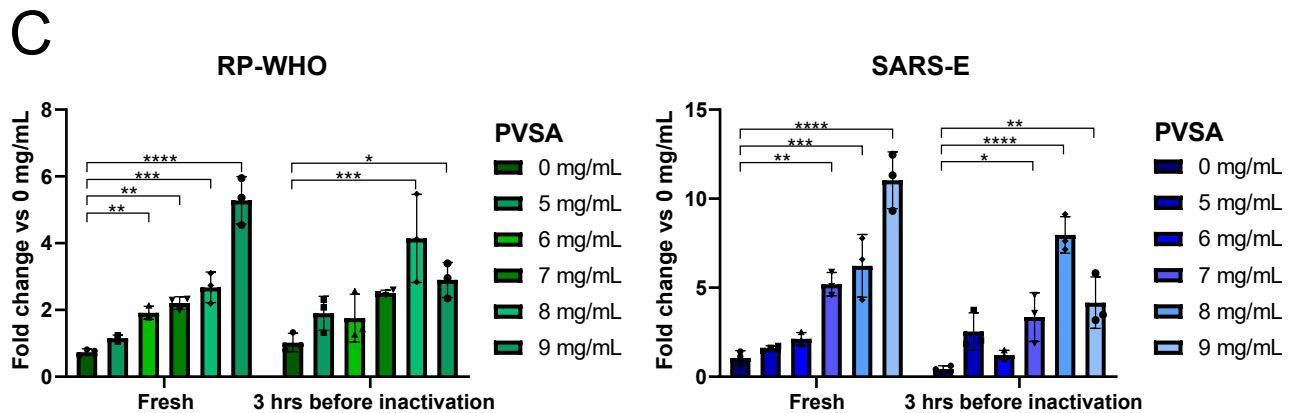 C
RP-WHO
Fold change vs 0 mg/mL
8
6
4
2
0
****
***
**
**
*
***
Fresh
3 hrs before inactivation
PVSA
0 mg/mL
5 mg/mL
6 mg/mL
7 mg/mL
8 mg/mL
9 mg/mL
SARS-E
Fold change vs 0 mg/mL
15
10
5
0
****
***
**
**
****
*
Fresh
3 hrs before inactivation
PVSA
0 mg/mL
5 mg/mL
6 mg/mL
7 mg/mL
8 mg/mL
9 mg/mL